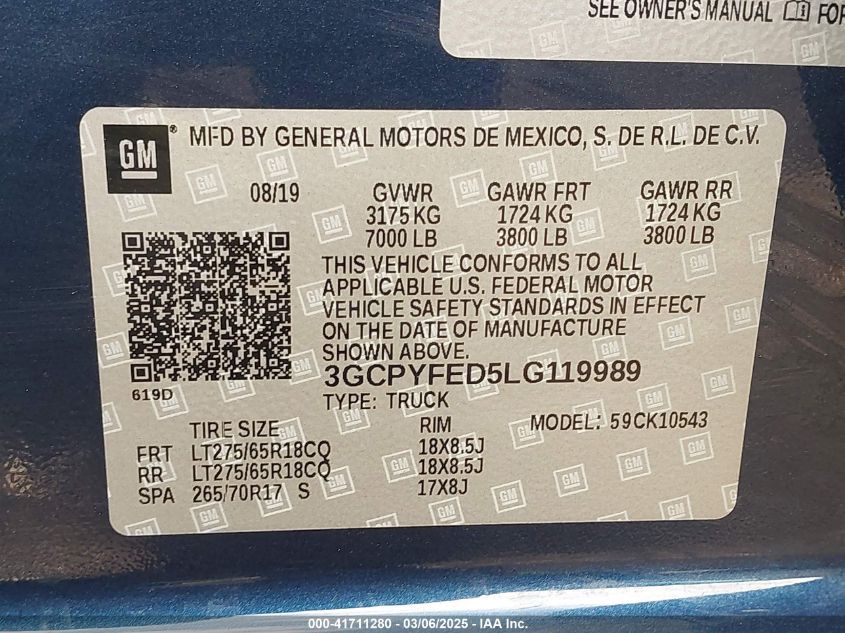 SEE OWNER'S MANUAL FOR
GM ® MFD BY GENERAL MOTORS DE MEXICO, S. DE R.L. DE C.V.
08/19 GVWR GAWR FRT GAWR RR
3175 KG 1724 KG 1724 KG
7000 LB 3800 LB 3800 LB
THIS VEHICLE CONFORMS TO ALL
APPLICABLE U.S. FEDERAL MOTOR
VEHICLE SAFETY STANDARDS IN EFFECT
ON THE DATE OF MANUFACTURE
SHOWN ABOVE.
3GCPYFED5LG119989
619D
TYPE: TRUCK
TIRE SIZE RIM MODEL: 59CK10543
FRT LT275/65R18CQ 18X8.5J
RR LT275/65R18CQ 18X8.5J
SPA 265/70R17 S 17X8J
000-41711280 - 03/06/2025 - IAA Inc.